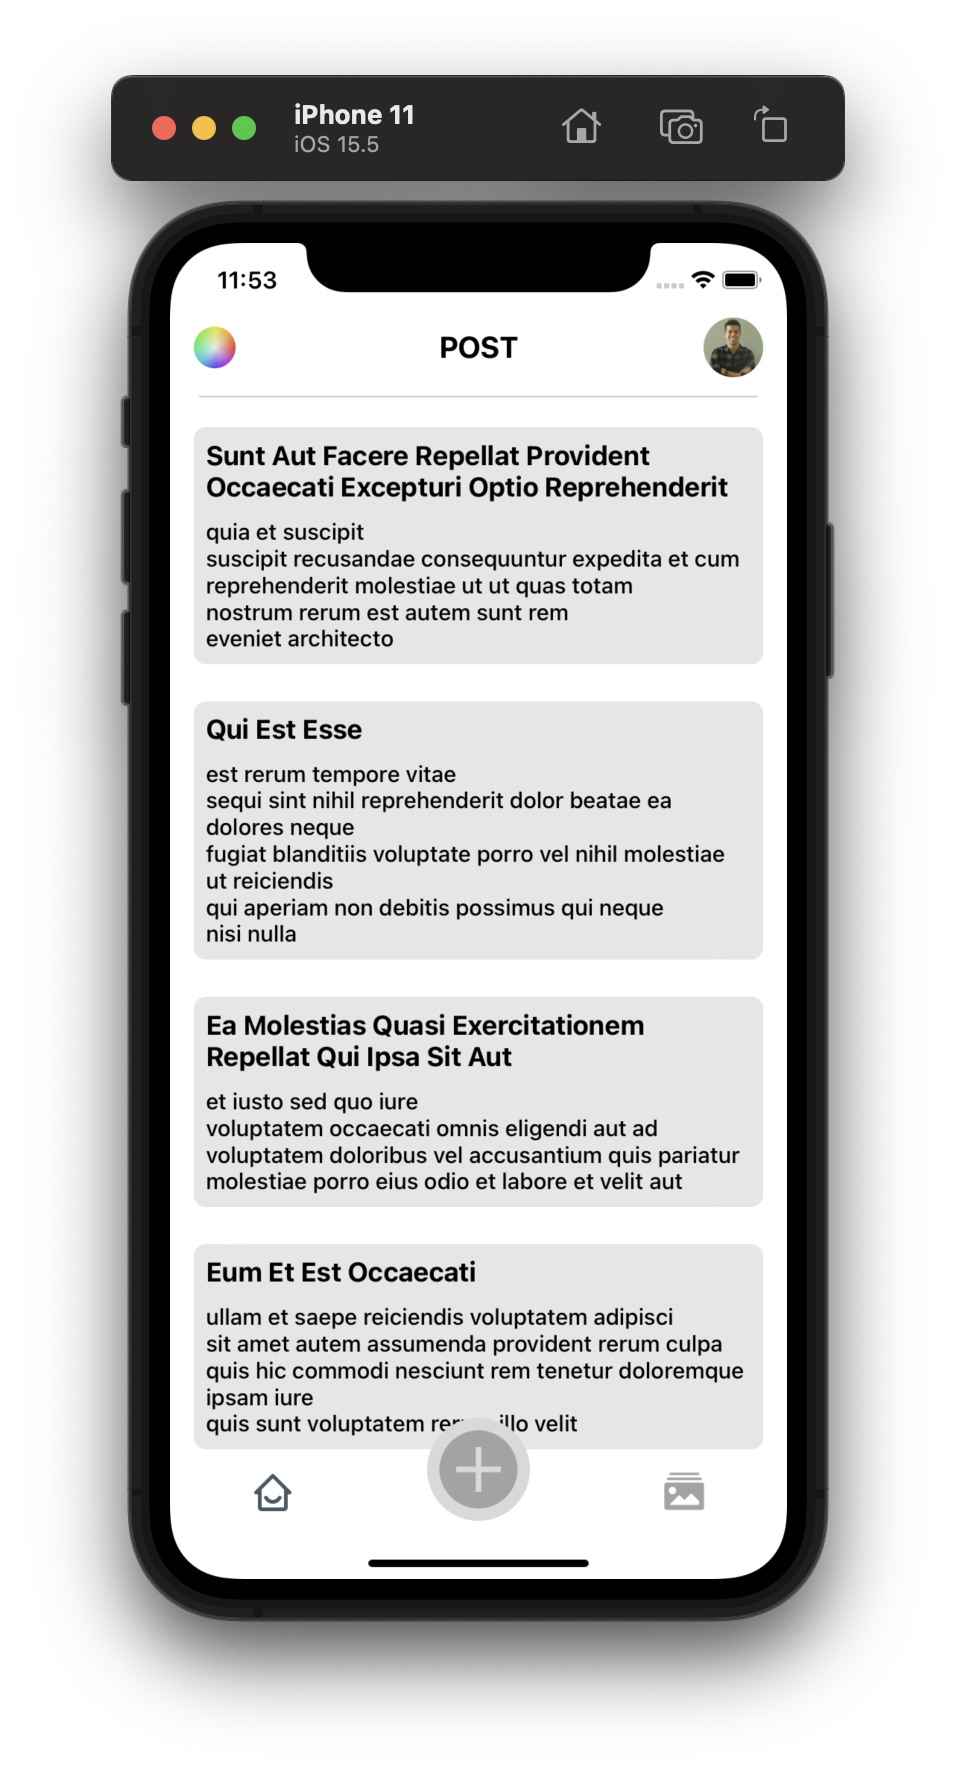 iPhone 11
iOS 15.5
11:53
POST
Sunt Aut Facere Repellat Provident
Occaecati Excepturi Optio Reprehenderit
quia et suscipit
suscipit recusandae consequuntur expedita et cum
reprehenderit molestiae ut ut quas totam
nostrum rerum est autem sunt rem
eveniet architecto
Qui Est Esse
est rerum tempore vitae
sequi sint nihil reprehenderit dolor beatae ea
dolores neque
fugiat blanditiis voluptate porro vel nihil molestiae
ut reiciendis
qui aperiam non debitis possimus qui neque
nisi nulla
Ea Molestias Quasi Exercitationem
Repellat Qui Ipsa Sit Aut
et iusto sed quo iure
voluptatem occaecati omnis eligendi aut ad
voluptatem doloribus vel accusantium quis pariatur
molestiae porro eius odio et labore et velit aut
Eum Et Est Occaecati
ullam et saepe reiciendis voluptatem adipisci
sit amet autem assumenda provident rerum culpa
quis hic commodi nesciunt rem tenetur doloremque
ipsam iure
quis sunt voluptatem velit